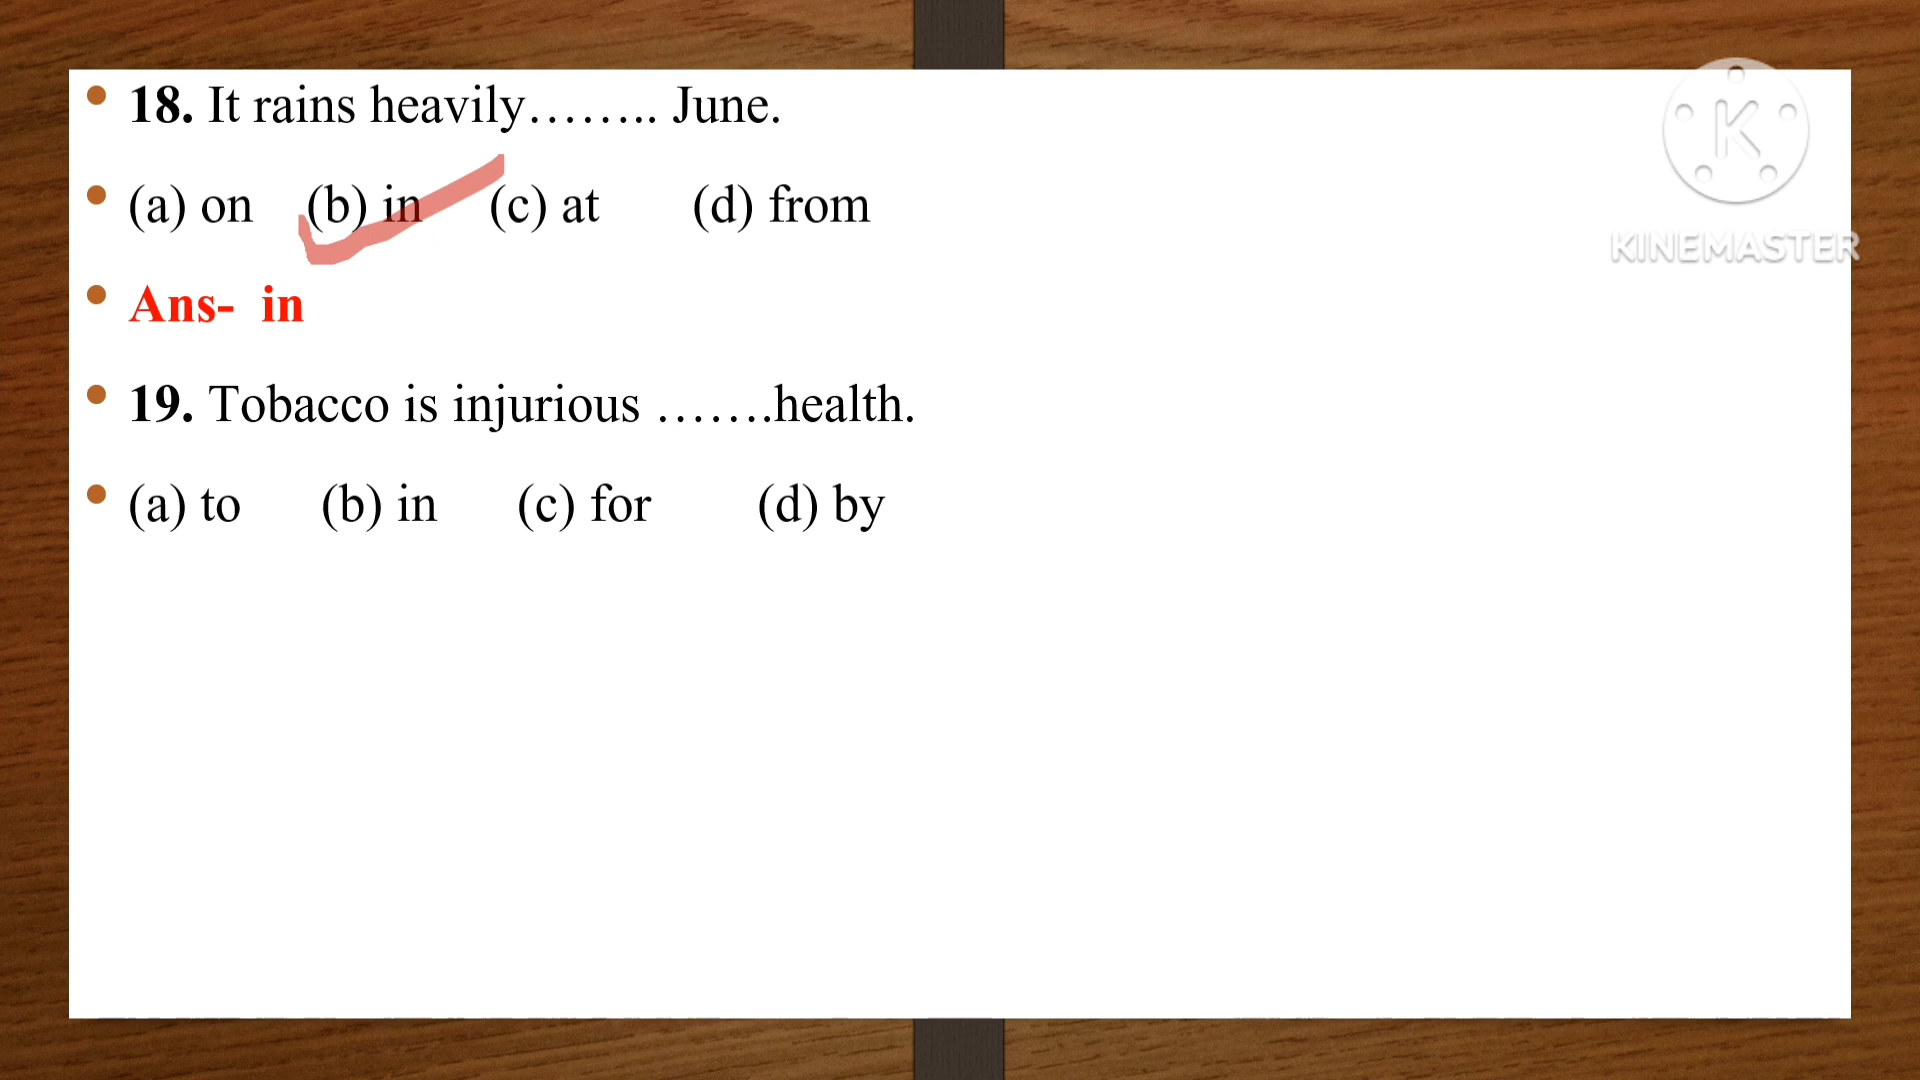 • 18. It rains heavily…….. June.
• (a) on (b) in (c) at (d) from
• Ans- in
• 19. Tobacco is injurious …….health.
• (a) to (b) in (c) for (d) by
K
KINEMASTER